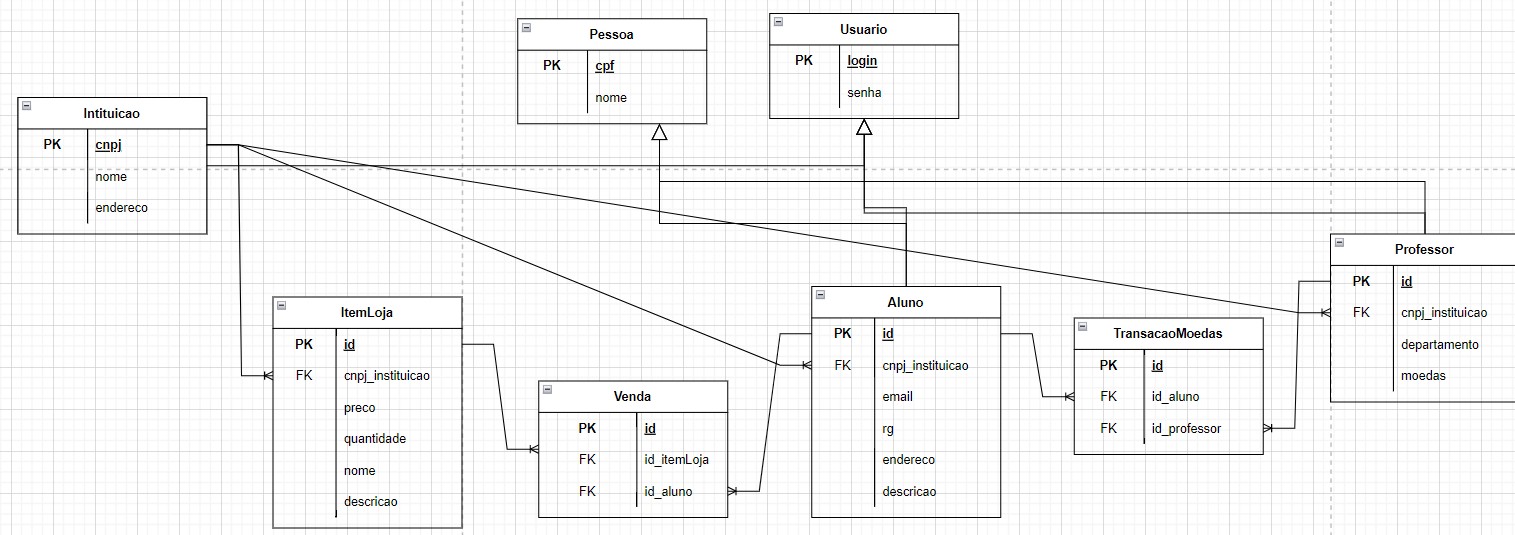 Pessoa
PK cpf
nome
Usuario
PK login
senha
Intituicao
PK cnpj
nome
endereco
ItemLoja
PK id
FK cnpj_instituicao
preco
quantidade
nome
descricao
Venda
PK id
FK id_itemLoja
FK id_aluno
Aluno
PK id
FK cnpj_instituicao
email
rg
endereco
descricao
TransacaoMoedas
PK id
FK id_aluno
FK id_professor
Professor
PK id
FK cnpj_instituicao
departamento
moedas